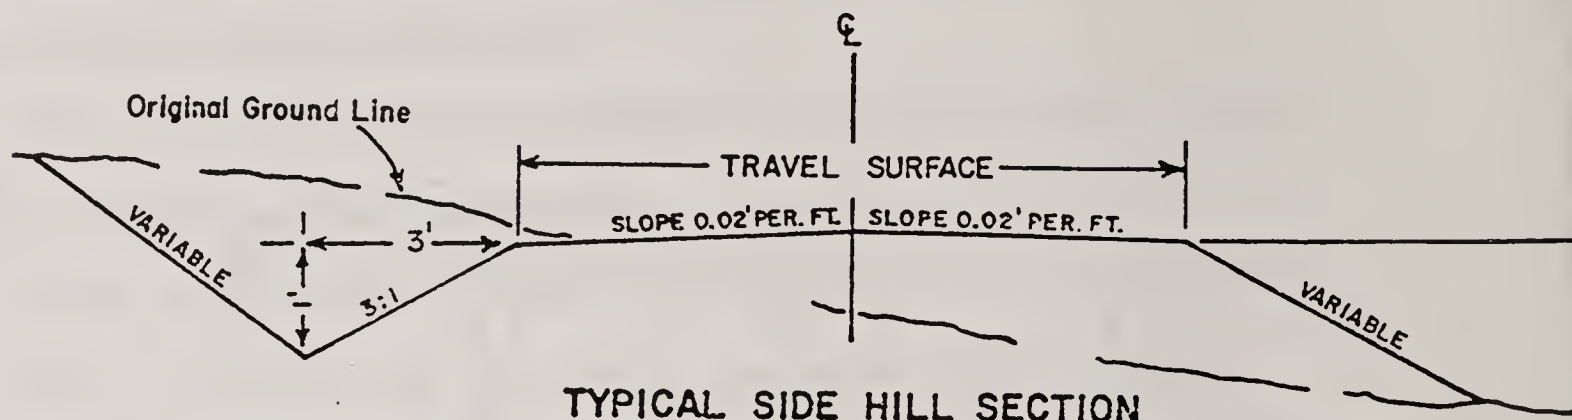 ℄
Original Ground Line
TRAVEL SURFACE
SLOPE 0.02' PER. FT. SLOPE 0.02' PER. FT.
VARIABLE
3'
1'
3:1
VARIABLE
TYPICAL SIDE HILL SECTION